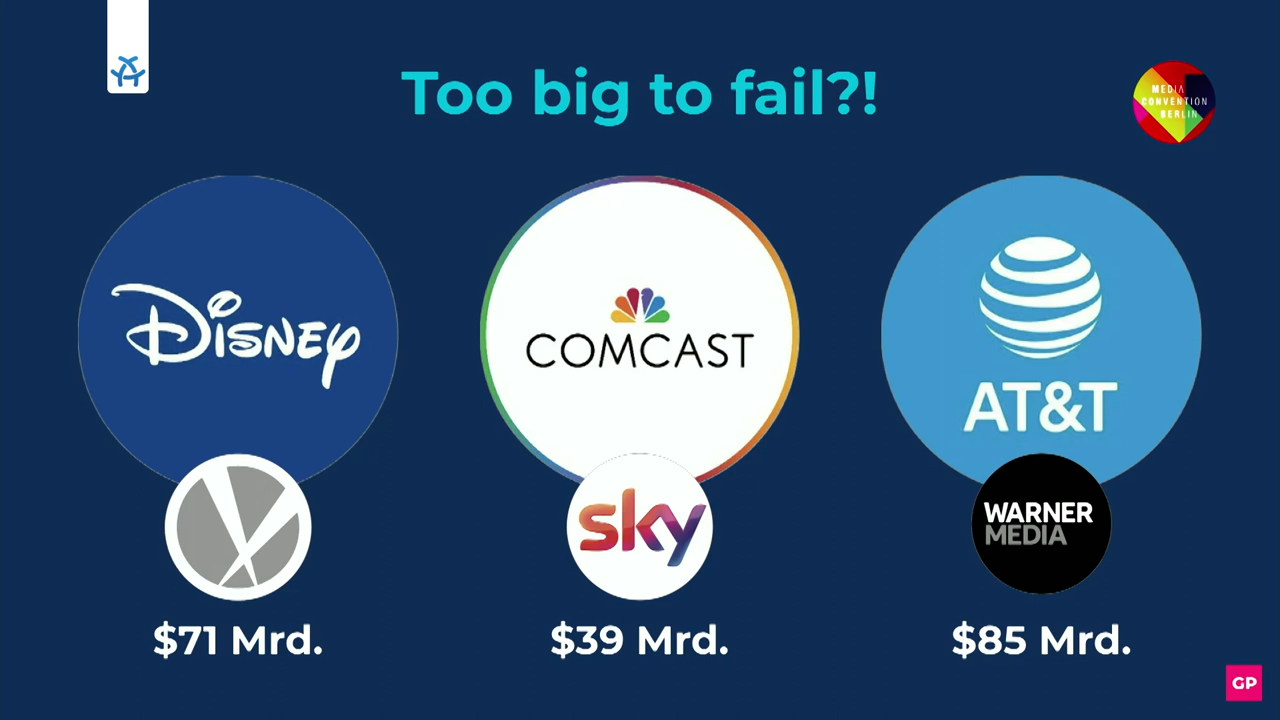 Too big to fail?!
MEDIA
CONVENTION
BERLIN
Disney
COMCAST
AT&T
sky
WARNER
MEDIA
$71 Mrd.
$39 Mrd.
$85 Mrd.
GP